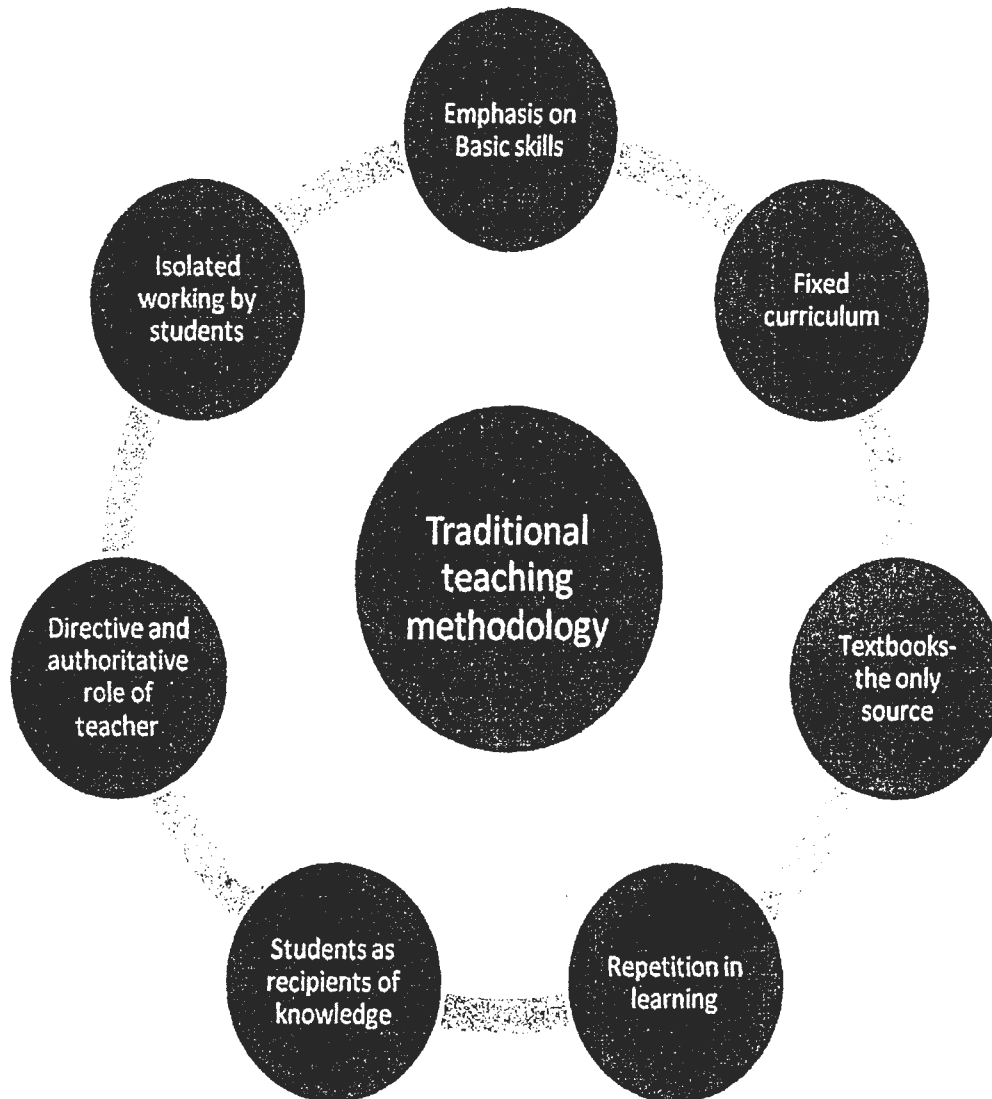 Emphasis on
Basic skills
Fixed
curriculum
Textbooks-
the only
source
Repetition in
learning
Students as
recipients of
knowledge
Directive and
authoritative
role of
teacher
Isolated
working by
students
Traditional
teaching
methodology